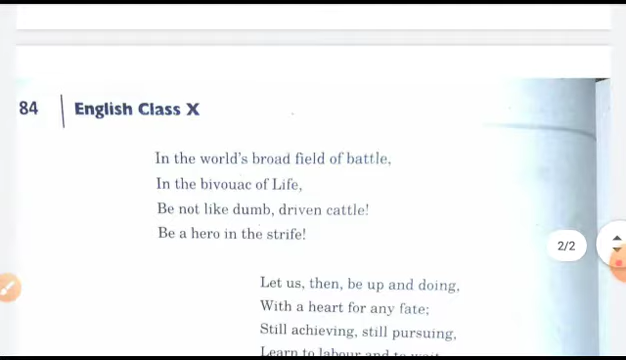 84
English Class X
In the world's broad field of battle,
In the bivouac of Life,
Be not like dumb, driven cattle!
Be a hero in the strife!
2/2
Let us, then, be up and doing,
With a heart for any fate;
Still achieving, still pursuing,
Learn to labour and to wait